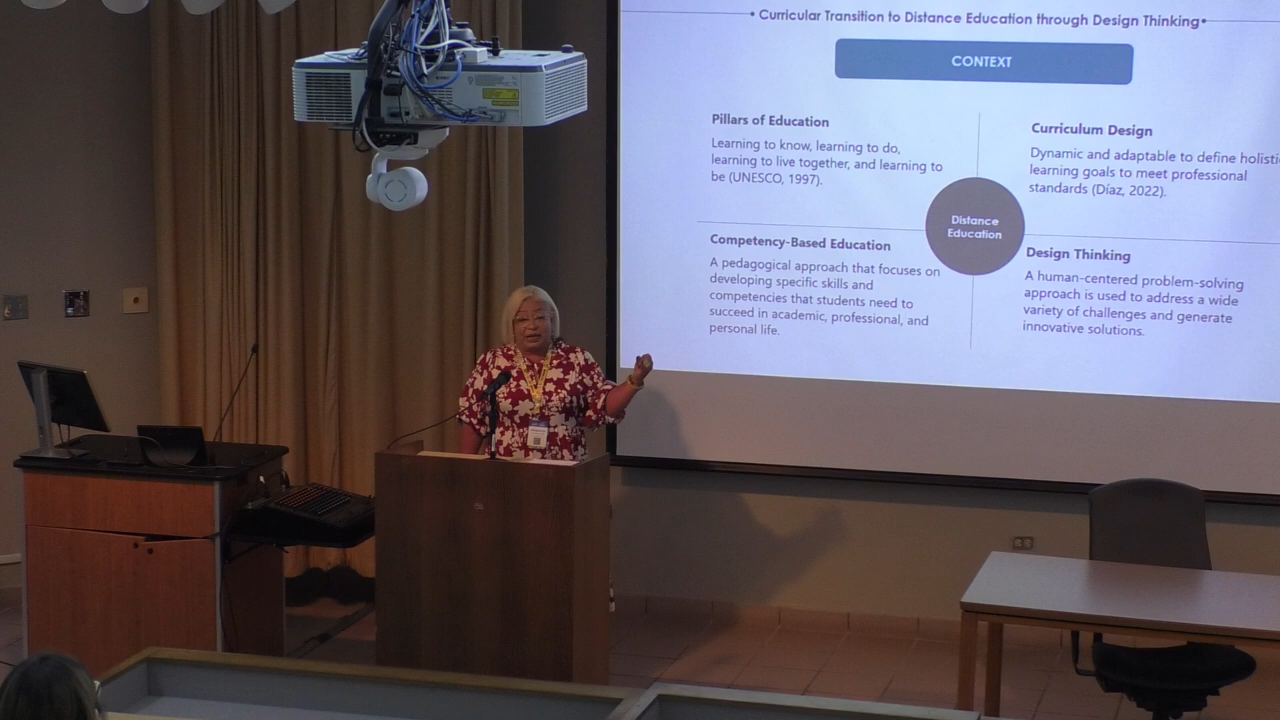 • Curricular Transition to Distance Education through Design Thinking•
CONTEXT
Pillars of Education
Learning to know, learning to do,
learning to live together, and learning to
be (UNESCO, 1997).
Curriculum Design
Dynamic and adaptable to define holisti
learning goals to meet professional
standards (Díaz, 2022).
Distance
Education
Competency-Based Education
A pedagogical approach that focuses on
developing specific skills and
competencies that students need to
succeed in academic, professional, and
personal life.
Design Thinking
A human-centered problem-solving
approach is used to address a wide
variety of challenges and generate
innovative solutions.